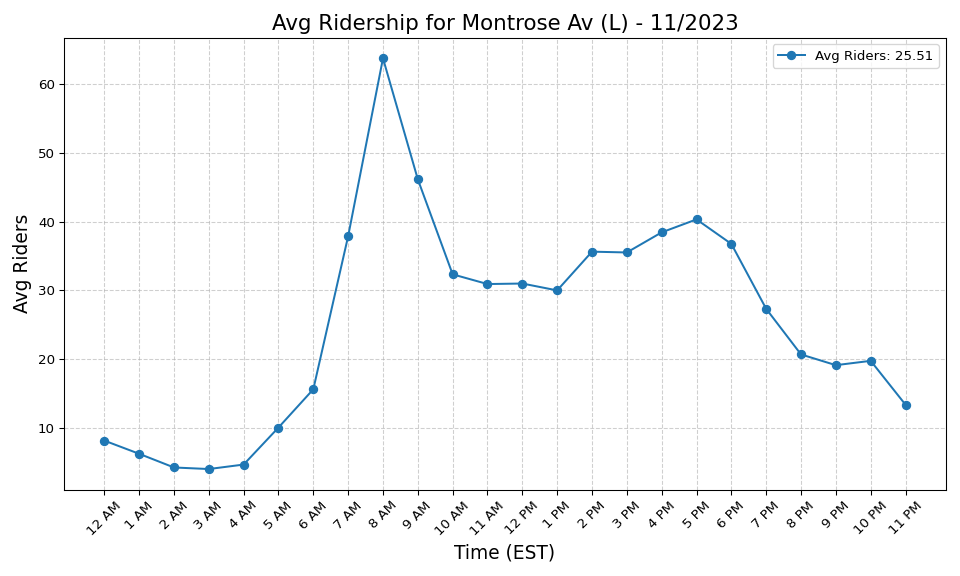 Avg Ridership for Montrose Av (L) - 11/2023
Avg Riders: 25.51
60
50
40
30
20
10
Avg Riders
12 AM
1 AM
2 AM
3 AM
4 AM
5 AM
6 AM
7 AM
8 AM
9 AM
10 AM
11 AM
12 PM
1 PM
2 PM
3 PM
4 PM
5 PM
6 PM
7 PM
8 PM
9 PM
10 PM
11 PM
Time (EST)